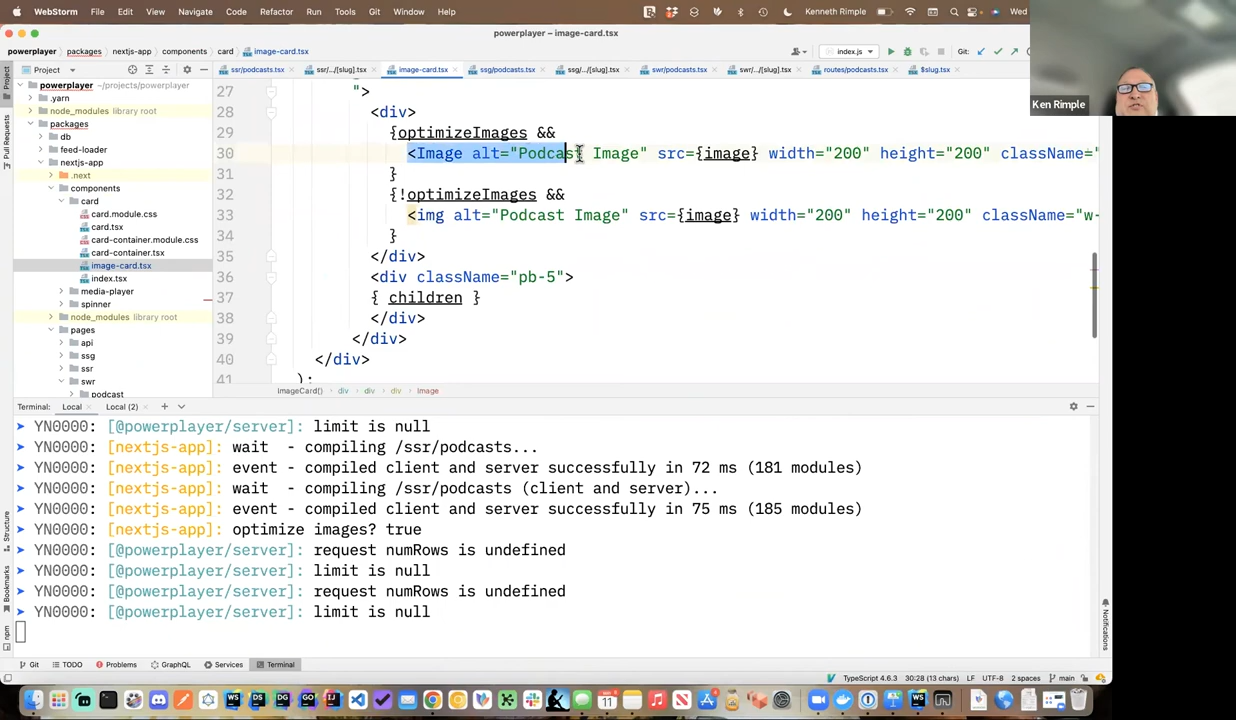 WebStorm File Edit View Navigate Code Refactor Run Tools Git Window Help Kenneth Rimple Wed
powerplayer – image-card.tsx
powerplayer packages nextjs-app components card image-card.tsx index.js Git:
Project
ssr/podcasts.tsx ssr/.../[slug].tsx image-card.tsx ssg/podcasts.tsx ssg/.../[slug].tsx swr/podcasts.tsx swr/.../[slug].tsx routes/podcasts.tsx $slug.tsx
Ken Rimple
Project
Pull Requests
powerplayer ~/projects/powerplayer
.yarn
node_modules library root
packages
db
feed-loader
nextjs-app
.next
components
card
card.module.css
card.tsx
card-container.module.css
card-container.tsx
image-card.tsx
index.tsx
media-player
spinner
node_modules library root
pages
api
ssg
ssr
swr
podcast
27 ">
28 <div>
29 {optimizeImages &&
30 <Image alt="Podcast Image" src={image} width="200" height="200" className="
31 }
32 {!optimizeImages &&
33 <img alt="Podcast Image" src={image} width="200" height="200" className="w-
34 }
35 </div>
36 <div className="pb-5">
37 { children }
38 </div>
39 </div>
40 </div>
41 );
ImageCard() div div div Image
Terminal: Local Local (2)
YN0000: [@powerplayer/server]: limit is null
YN0000: [nextjs-app]: wait - compiling /ssr/podcasts...
YN0000: [nextjs-app]: event - compiled client and server successfully in 72 ms (181 modules)
YN0000: [nextjs-app]: wait - compiling /ssr/podcasts (client and server)...
YN0000: [nextjs-app]: event - compiled client and server successfully in 75 ms (185 modules)
YN0000: [nextjs-app]: optimize images? true
YN0000: [@powerplayer/server]: request numRows is undefined
YN0000: [@powerplayer/server]: limit is null
YN0000: [@powerplayer/server]: request numRows is undefined
YN0000: [@powerplayer/server]: limit is null
Structure
Bookmarks
npm
Notifications
Git TODO Problems GraphQL Services Terminal
TypeScript 4.6.3 30:28 (13 chars) LF UTF-8 2 spaces main